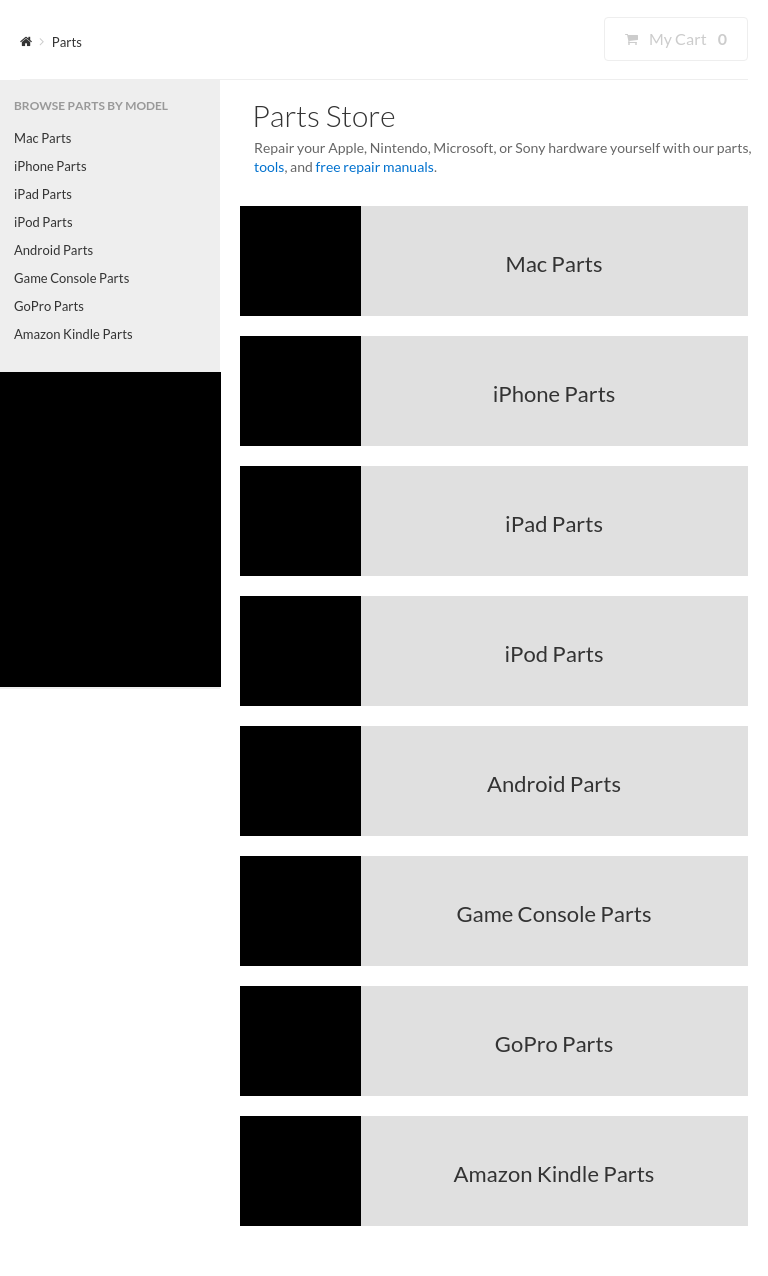 Parts
My Cart 0
BROWSE PARTS BY MODEL
Mac Parts
iPhone Parts
iPad Parts
iPod Parts
Android Parts
Game Console Parts
GoPro Parts
Amazon Kindle Parts
Parts Store
Repair your Apple, Nintendo, Microsoft, or Sony hardware yourself with our parts,
tools, and free repair manuals.
Mac Parts
iPhone Parts
iPad Parts
iPod Parts
Android Parts
Game Console Parts
GoPro Parts
Amazon Kindle Parts